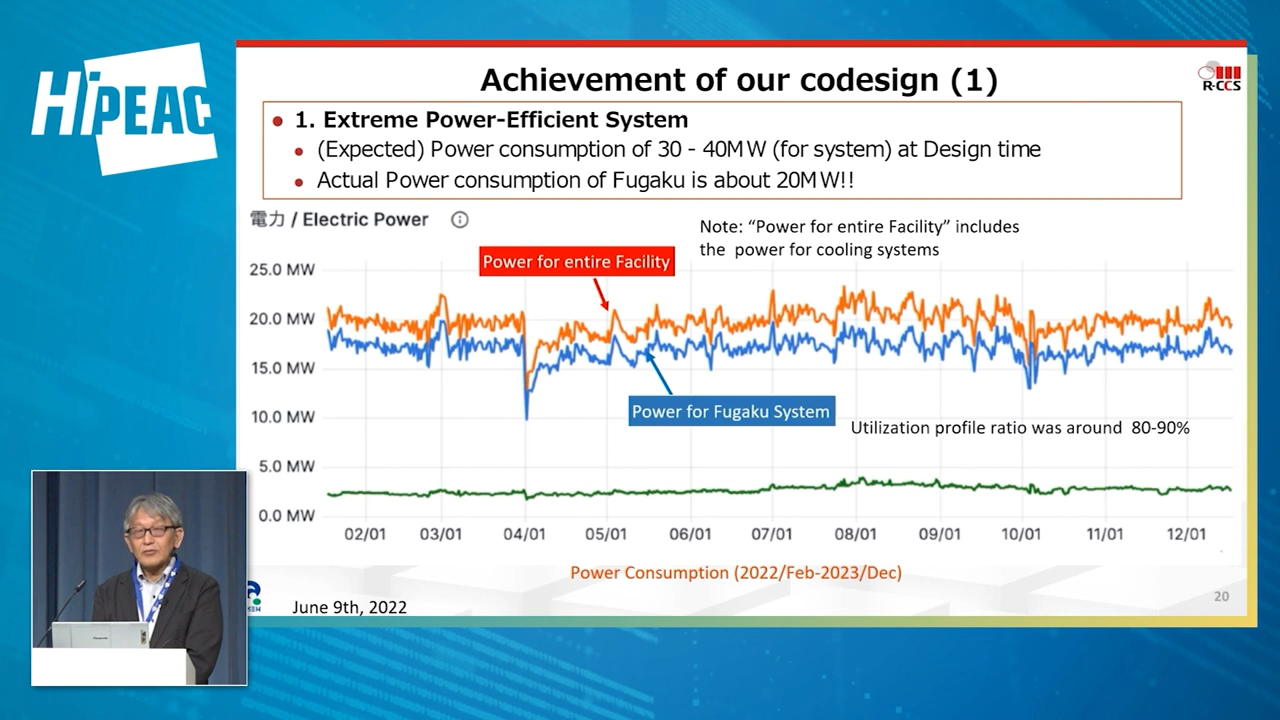 HiPEAC
Achievement of our codesign (1)
R-CCS
1. Extreme Power-Efficient System
(Expected) Power consumption of 30 - 40MW (for system) at Design time
Actual Power consumption of Fugaku is about 20MW!!
電力 / Electric Power
Note: “Power for entire Facility” includes
the power for cooling systems
Power for entire Facility
25.0 MW
20.0 MW
15.0 MW
10.0 MW
5.0 MW
0.0 MW
Power for Fugaku System
Utilization profile ratio was around 80-90%
02/01 03/01 04/01 05/01 06/01 07/01 08/01 09/01 10/01 11/01 12/01
Power Consumption (2022/Feb-2023/Dec)
June 9th, 2022
20